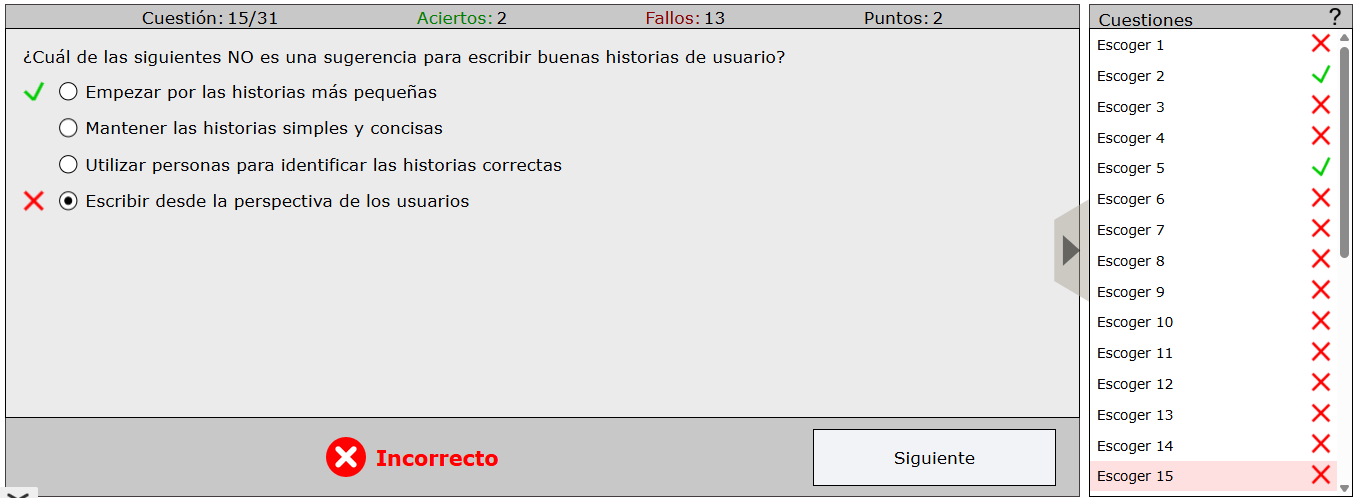 Cuestión: 15/31 Aciertos: 2 Fallos: 13 Puntos: 2
¿Cuál de las siguientes NO es una sugerencia para escribir buenas historias de usuario?
Empezar por las historias más pequeñas
Mantener las historias simples y concisas
Utilizar personas para identificar las historias correctas
Escribir desde la perspectiva de los usuarios
Incorrecto
Siguiente
Cuestiones ?
Escoger 1
Escoger 2
Escoger 3
Escoger 4
Escoger 5
Escoger 6
Escoger 7
Escoger 8
Escoger 9
Escoger 10
Escoger 11
Escoger 12
Escoger 13
Escoger 14
Escoger 15